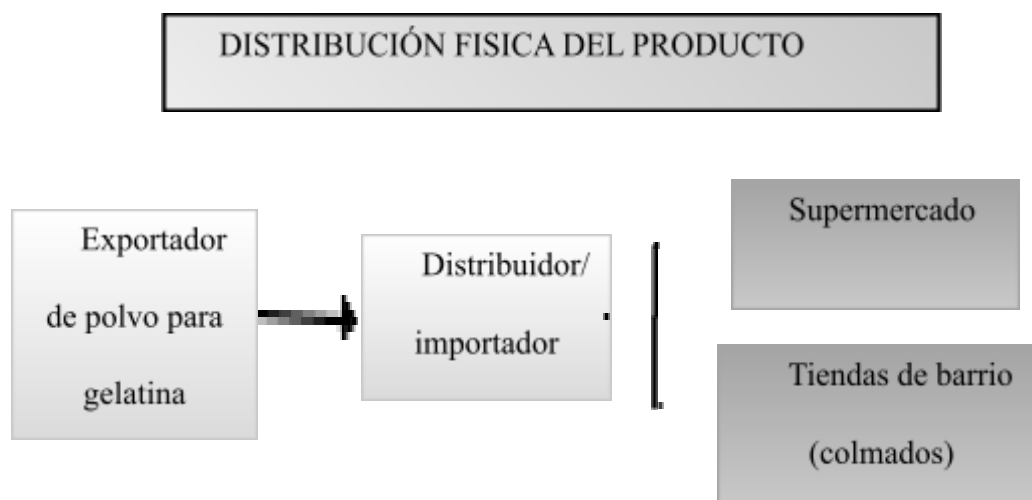 DISTRIBUCIÓN FISICA DEL PRODUCTO
Exportador
de polvo para
gelatina
Distribuidor/
importador
Supermercado
Tiendas de barrio
(colmados)